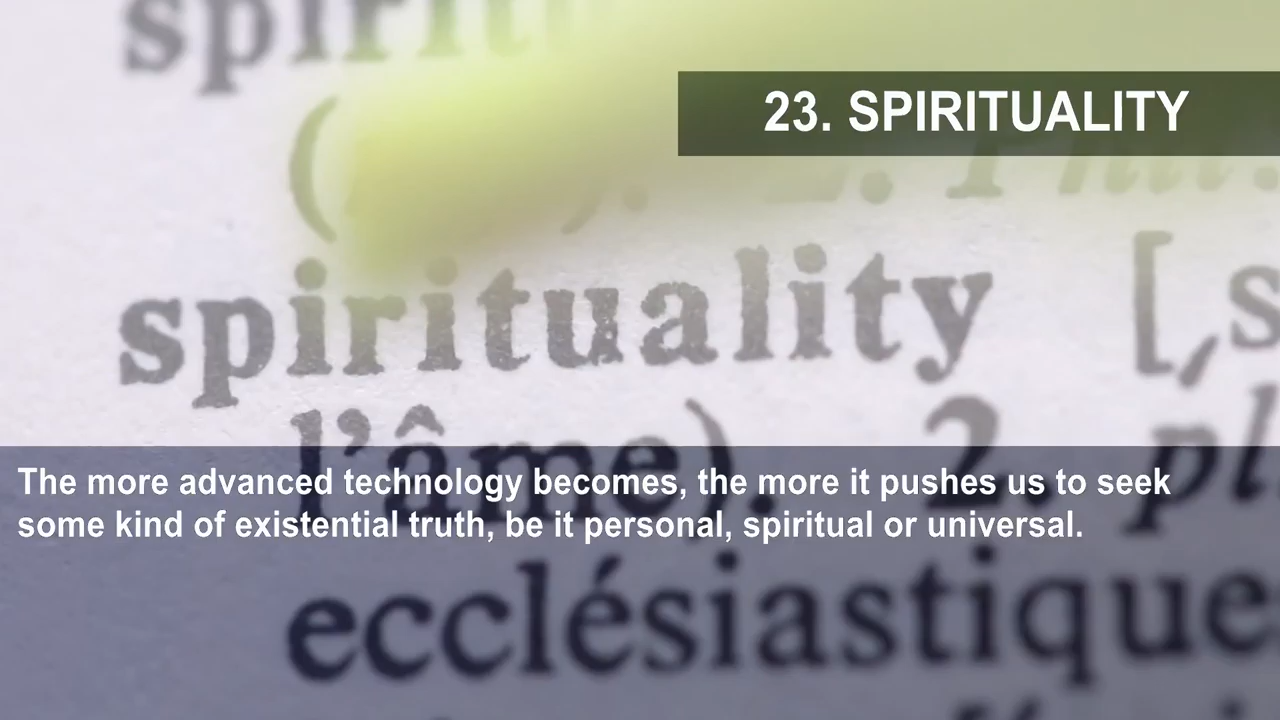 23. SPIRITUALITY
spirituality [,s
l'âme). 2. pl
The more advanced technology becomes, the more it pushes us to seek
some kind of existential truth, be it personal, spiritual or universal.
ecclésiastique